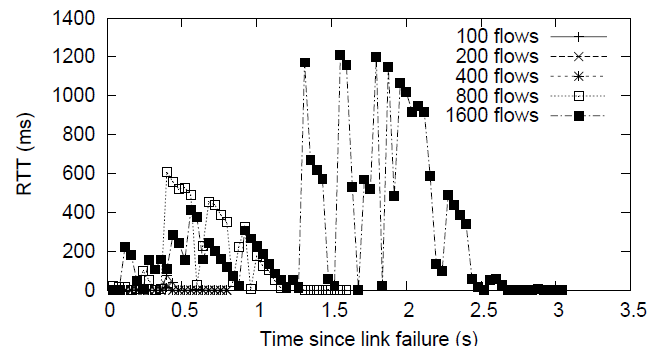 1400
1200
1000
800
600
400
200
0
RTT (ms)
100 flows
200 flows
400 flows
800 flows
1600 flows
0 0.5 1 1.5 2 2.5 3 3.5
Time since link failure (s)